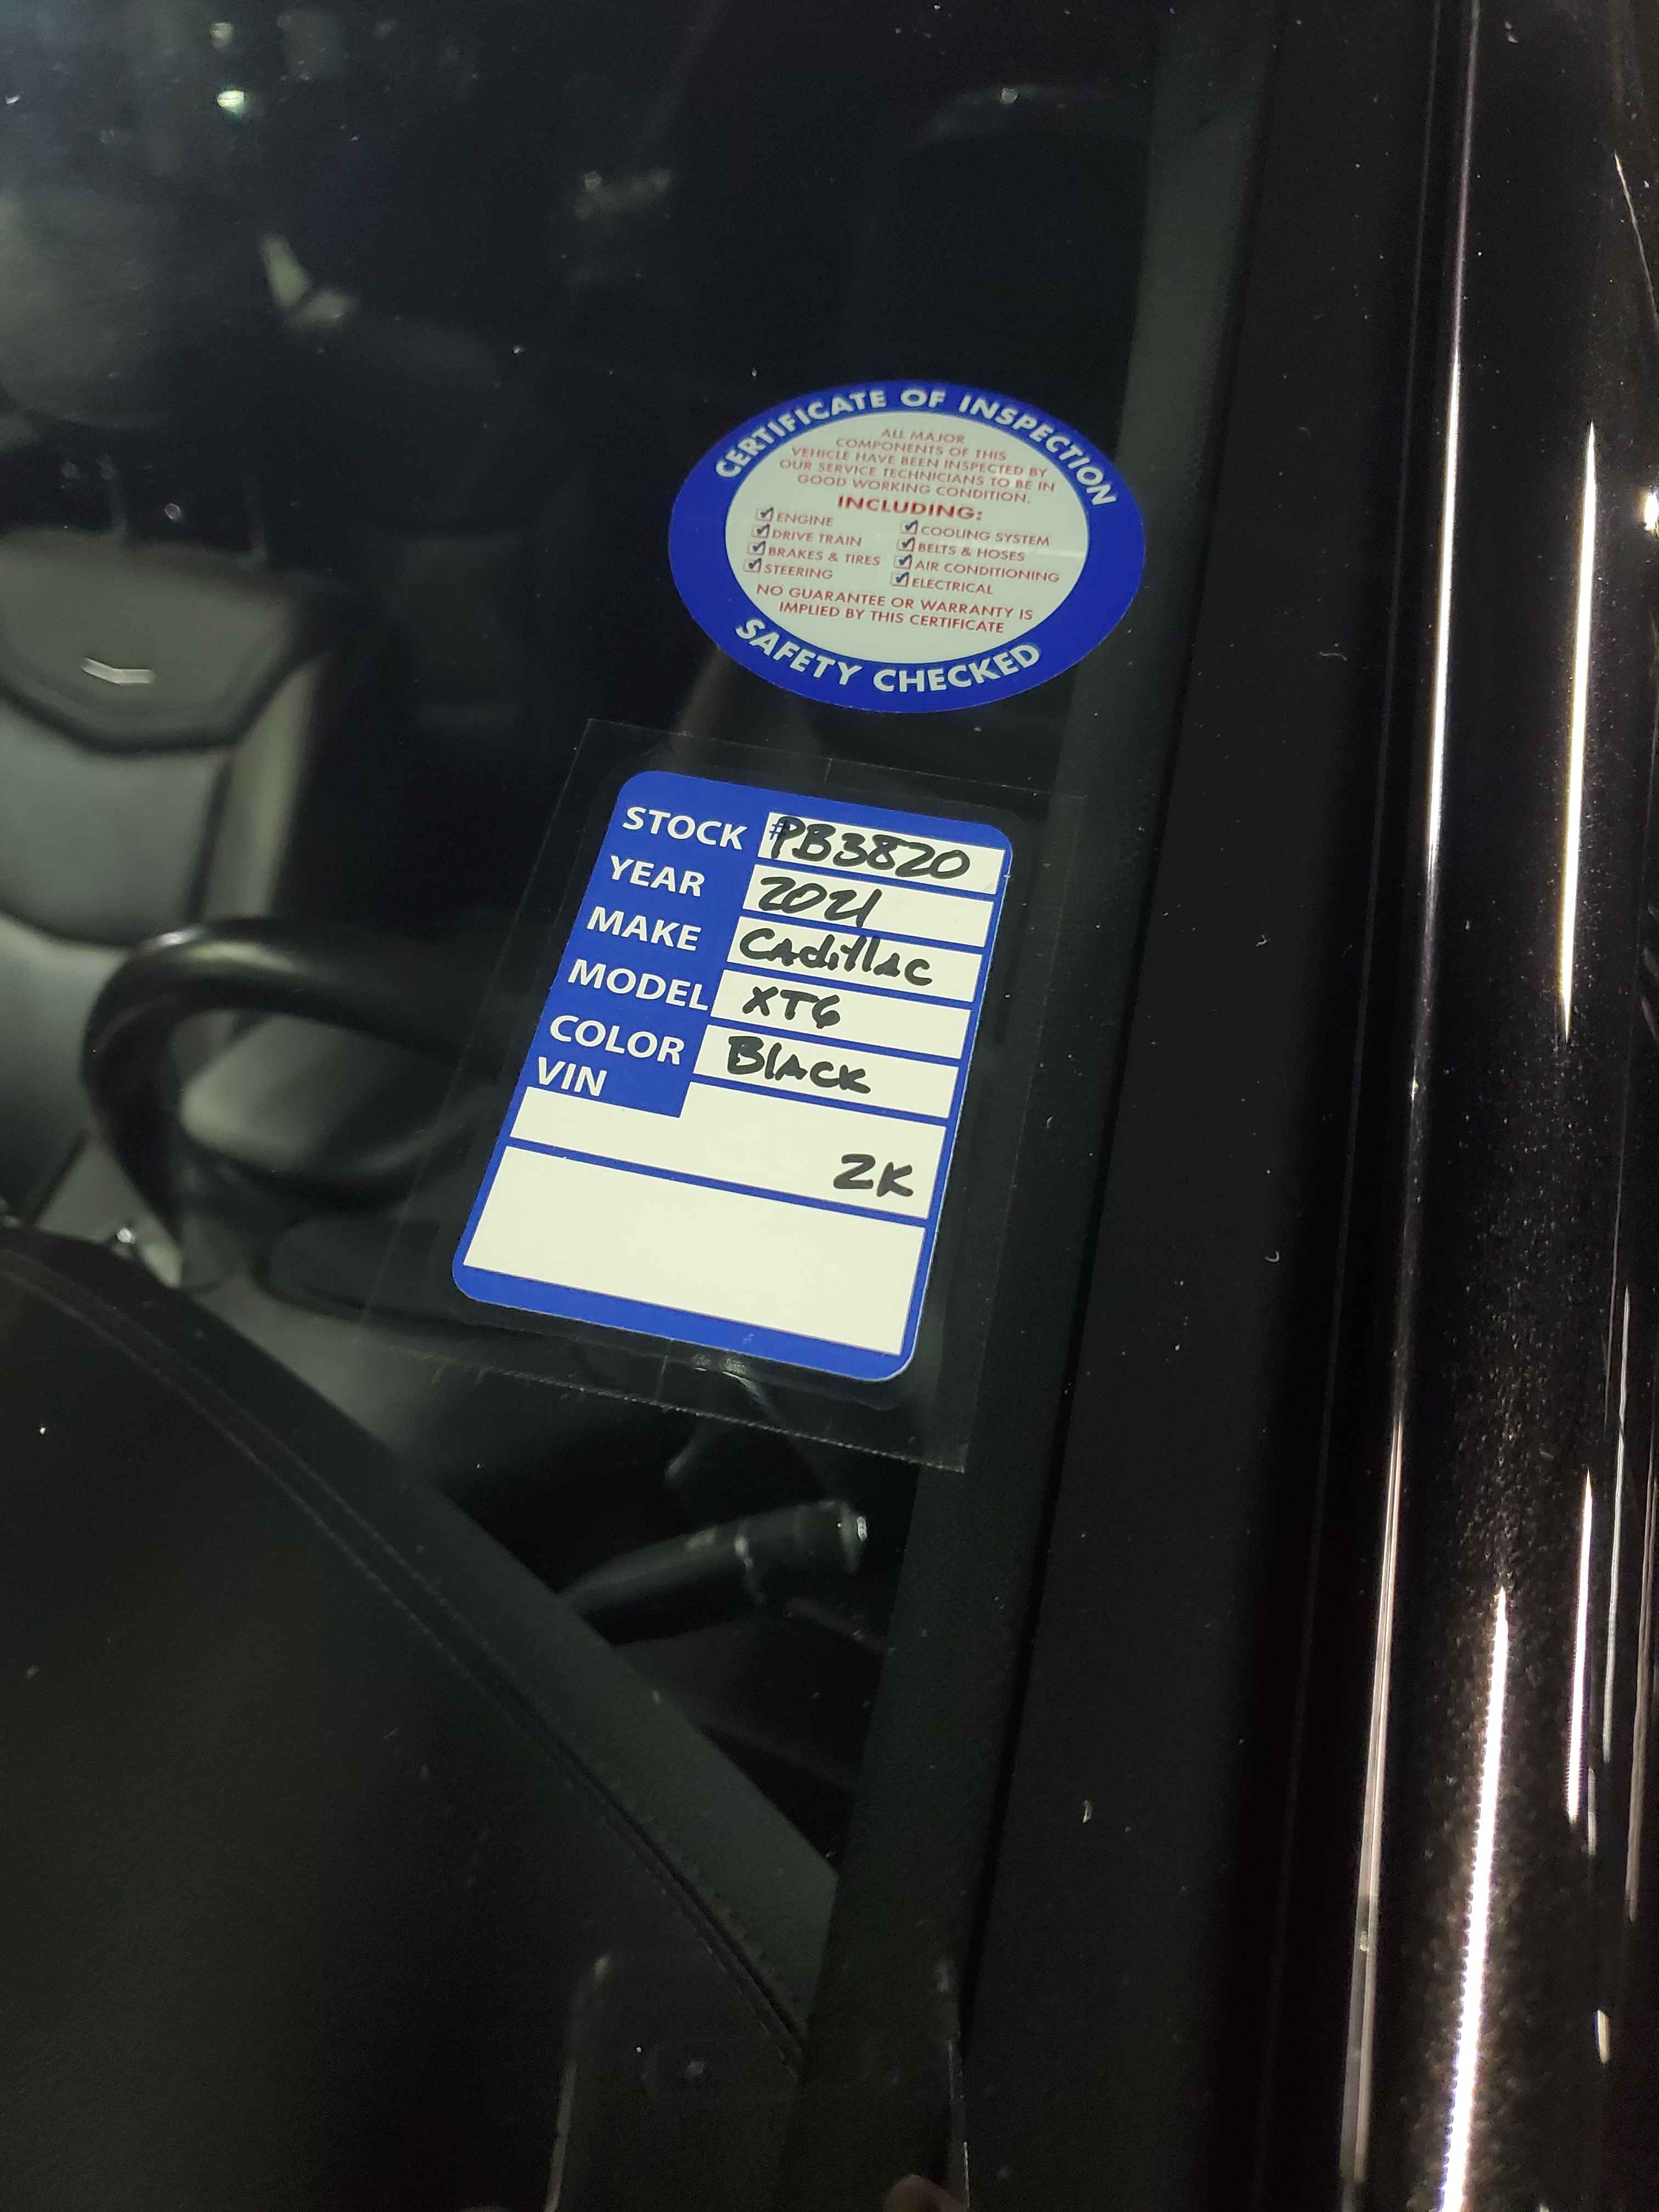 CERTIFICATE OF INSPECTION
ALL MAJOR
COMPONENTS OF THIS
VEHICLE HAVE BEEN INSPECTED BY
OUR SERVICE TECHNICIANS TO BE IN
GOOD WORKING CONDITION.
INCLUDING:
ENGINE
DRIVE TRAIN
BRAKES & TIRES
STEERING
COOLING SYSTEM
BELTS & HOSES
AIR CONDITIONING
ELECTRICAL
NO GUARANTEE OR WARRANTY IS
IMPLIED BY THIS CERTIFICATE
SAFETY CHECKED
STOCK #PB3820
YEAR 2021
MAKE Cadillac
MODEL XT6
COLOR Black
VIN
2K